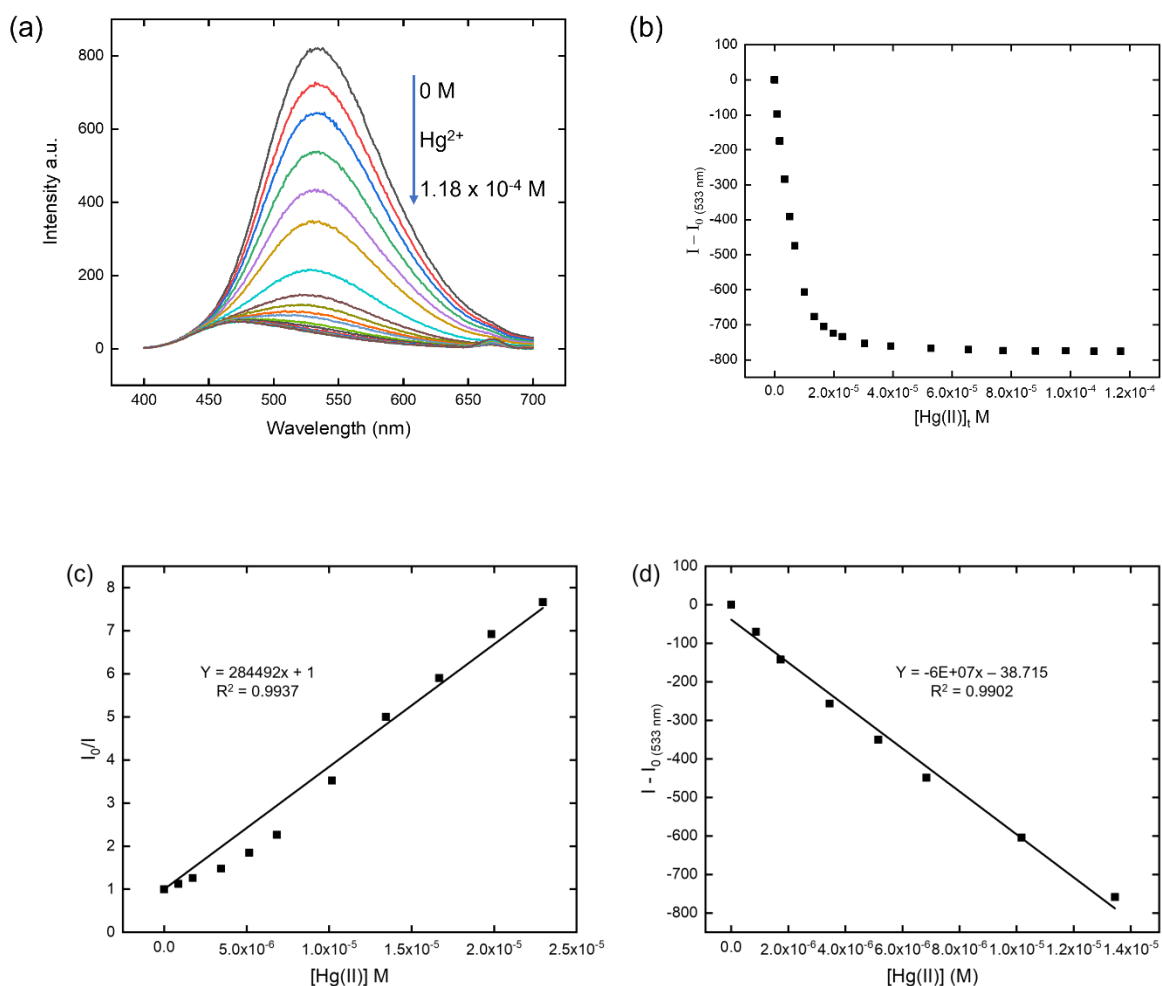 (a)
800
600
400
200
0
Intensity a.u.
0 M
Hg²⁺
1.18 x 10⁻⁴ M
400 450 500 550 600 650 700
Wavelength (nm)
(b)
100
0
-100
-200
-300
-400
-500
-600
-700
-800
I – I₀ (533 nm)
0.0 2.0x10⁻⁵ 4.0x10⁻⁵ 6.0x10⁻⁵ 8.0x10⁻⁵ 1.0x10⁻⁴ 1.2x10⁻⁴
[Hg(II)]ₜ M
(c)
8
7
6
5
4
3
2
1
0
I₀/I
Y = 284492x + 1
R² = 0.9937
0.0 5.0x10⁻⁶ 1.0x10⁻⁵ 1.5x10⁻⁵ 2.0x10⁻⁵ 2.5x10⁻⁵
[Hg(II)] M
(d)
100
0
-100
-200
-300
-400
-500
-600
-700
-800
I - I₀ (533 nm)
Y = -6E+07x – 38.715
R² = 0.9902
0.0 2.0x10⁻⁶ 4.0x10⁻⁶ 6.0x10⁻⁶ 8.0x10⁻⁶ 1.0x10⁻⁵ 1.2x10⁻⁵ 1.4x10⁻⁵
[Hg(II)] (M)